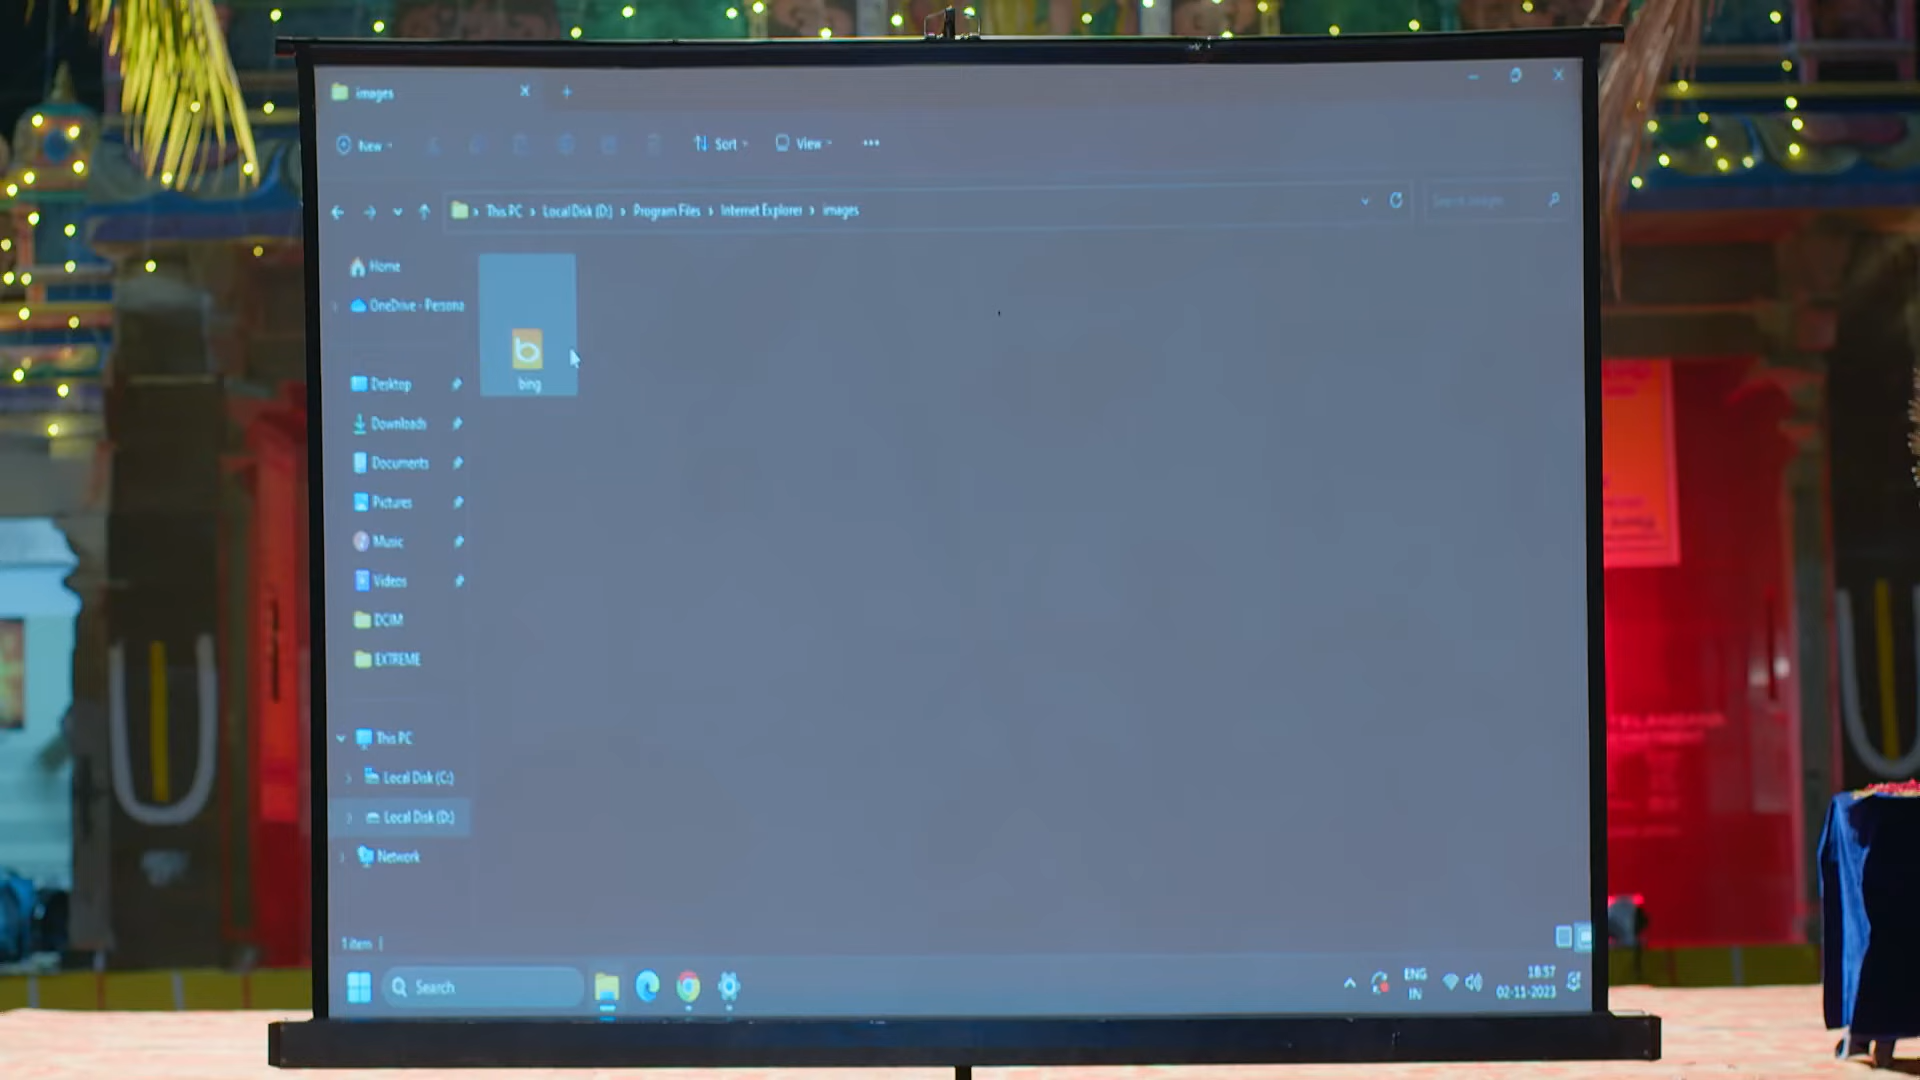 images
New Sort View
This PC > Local Disk (D:) > Program Files > Internet Explorer > images
Home
OneDrive - Persona
bing
Desktop
Downloads
Documents
Pictures
Music
Videos
DCIM
EXTREME
This PC
Local Disk (C:)
Local Disk (D:)
Network
1 item
Search
ENG
IN
18:57
02-11-2023